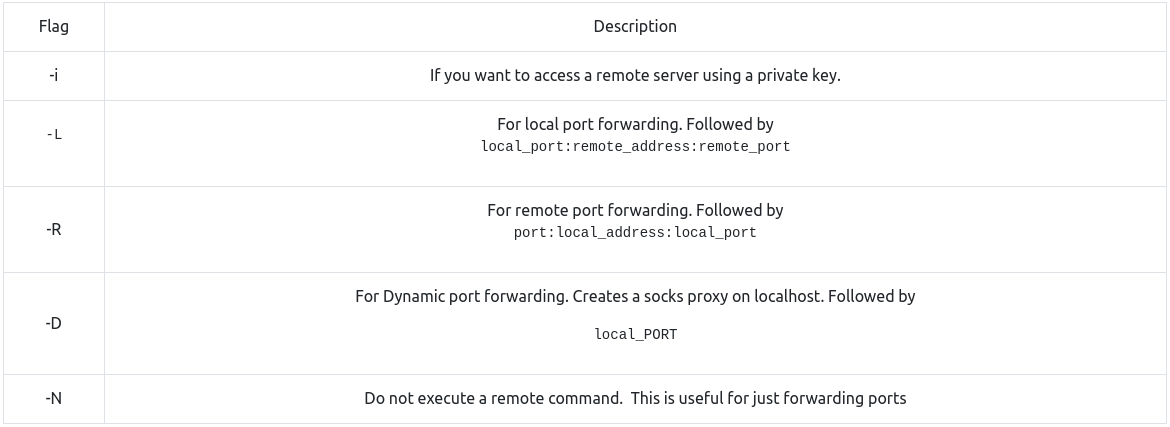 Flag Description
-i If you want to access a remote server using a private key.
-L For local port forwarding. Followed by
local_port:remote_address:remote_port
-R For remote port forwarding. Followed by
port:local_address:local_port
-D For Dynamic port forwarding. Creates a socks proxy on localhost. Followed by
local_PORT
-N Do not execute a remote command.  This is useful for just forwarding ports